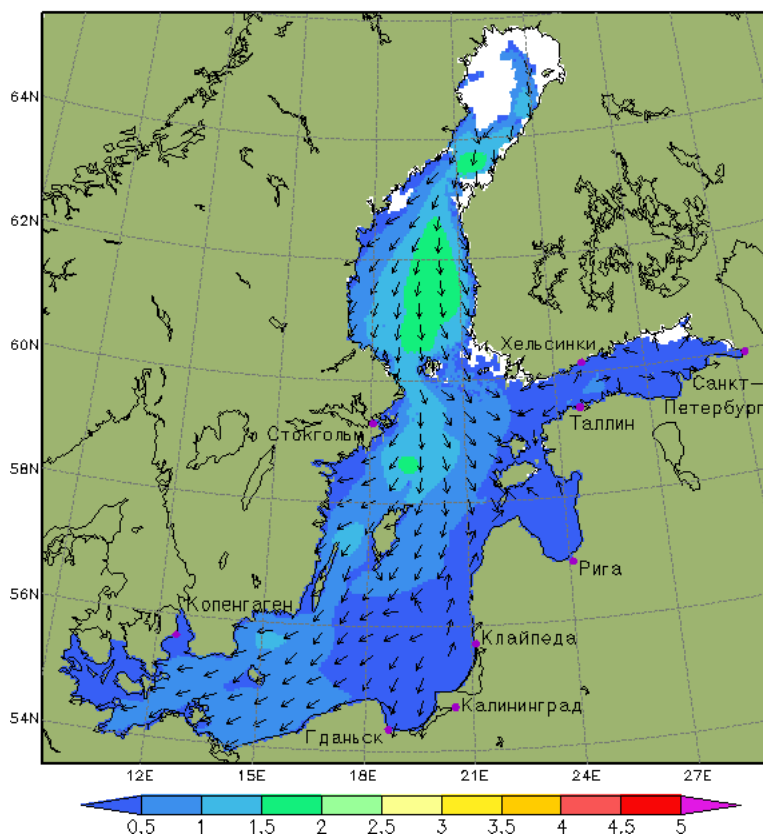 64N
62N
60N
58N
56N
54N
Хельсинки
Санкт—
Петербург
Таллин
Стокгольм
Рига
Копенгаген
Клайпеда
Калининград
Гданьск
12E 15E 18E 21E 24E 27E
0.5 1 1.5 2 2.5 3 3.5 4 4.5 5